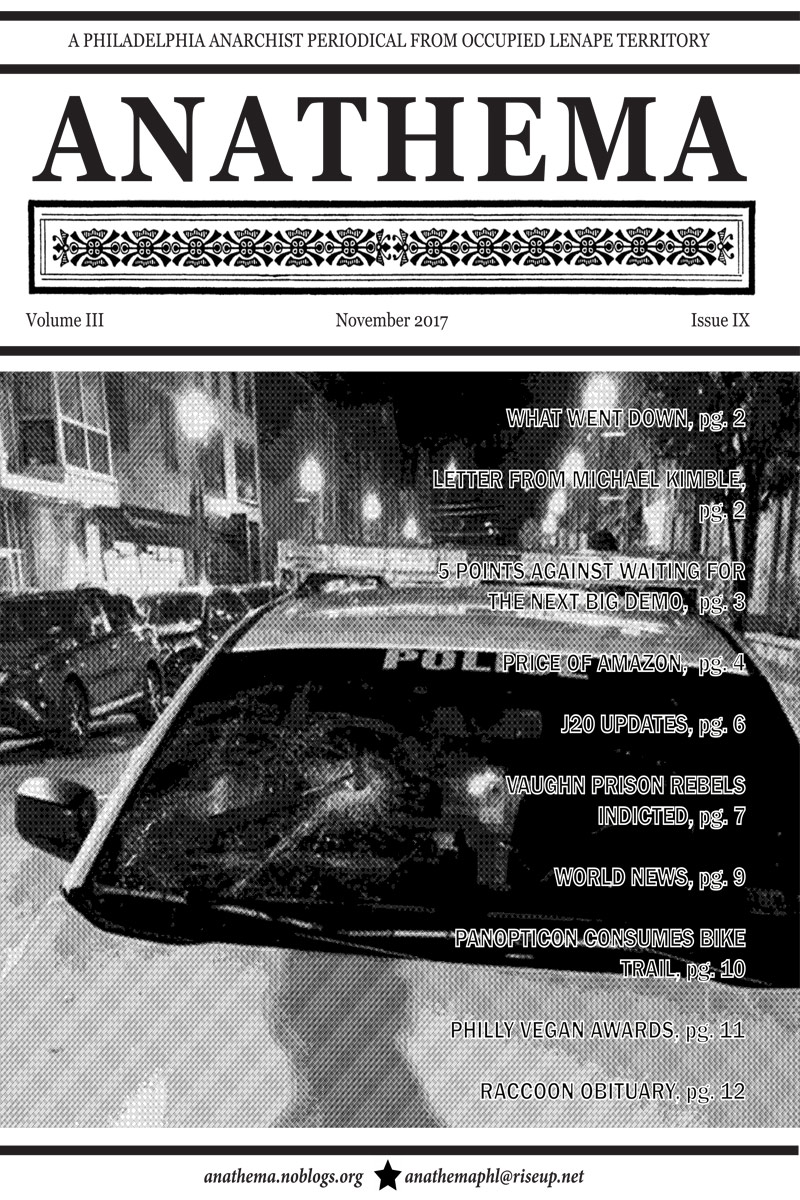 A PHILADELPHIA ANARCHIST PERIODICAL FROM OCCUPIED LENAPE TERRITORY
ANATHEMA
Volume III November 2017 Issue IX
WHAT WENT DOWN, pg. 2
LETTER FROM MICHAEL KIMBLE,
pg. 2
5 POINTS AGAINST WAITING FOR
THE NEXT BIG DEMO, pg. 3
POLI
PRICE OF AMAZON, pg. 4
J20 UPDATES, pg. 6
VAUGHN PRISON REBELS
INDICTED, pg. 7
WORLD NEWS, pg. 9
PANOPTICON CONSUMES BIKE
TRAIL, pg. 10
PHILLY VEGAN AWARDS, pg. 11
RACCOON OBITUARY, pg. 12
anathema.noblogs.org anathemaphl@riseup.net